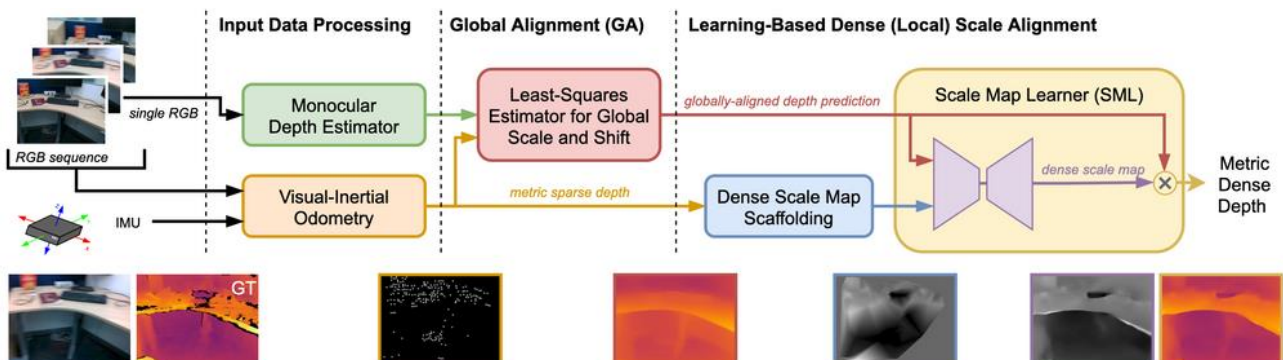 Input Data Processing
Global Alignment (GA)
Learning-Based Dense (Local) Scale Alignment
single RGB
RGB sequence
IMU
Monocular
Depth Estimator
Visual-Inertial
Odometry
Least-Squares
Estimator for Global
Scale and Shift
metric sparse depth
globally-aligned depth prediction
Dense Scale Map
Scaffolding
Scale Map Learner (SML)
dense scale map
Metric
Dense
Depth
GT